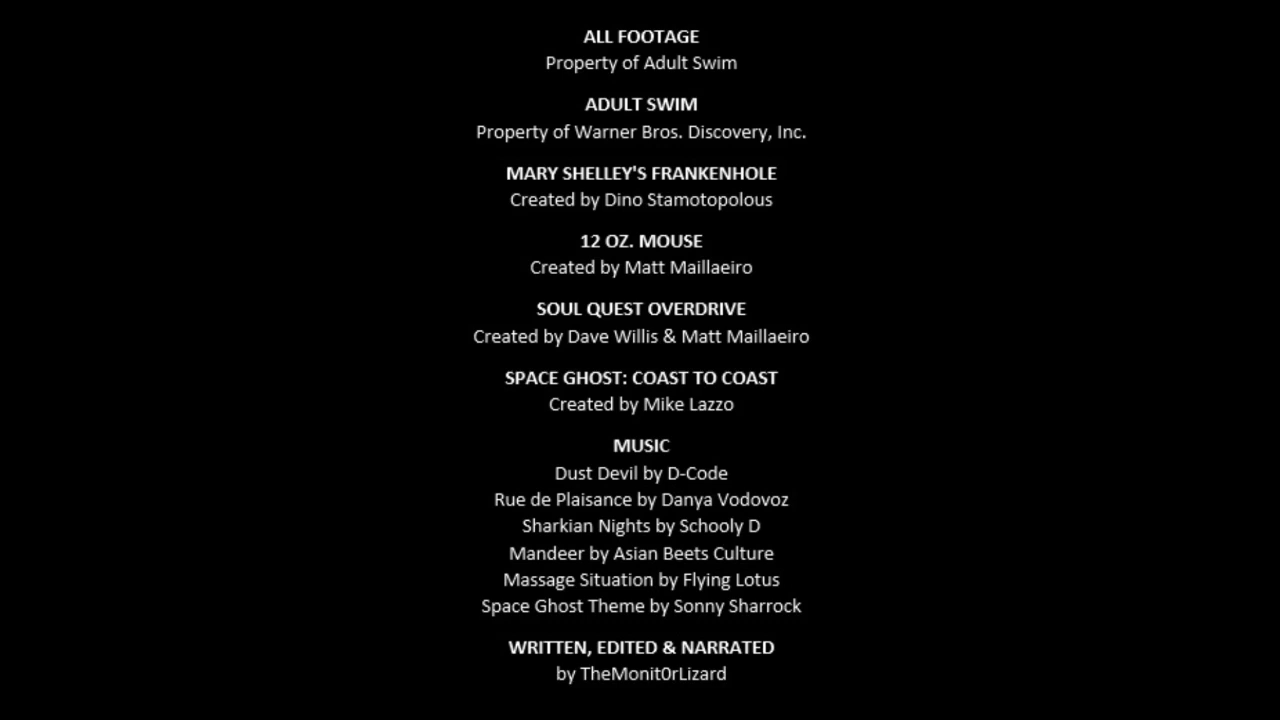 ALL FOOTAGE
Property of Adult Swim
ADULT SWIM
Property of Warner Bros. Discovery, Inc.
MARY SHELLEY'S FRANKENHOLE
Created by Dino Stamotopolous
12 OZ. MOUSE
Created by Matt Maillaeiro
SOUL QUEST OVERDRIVE
Created by Dave Willis & Matt Maillaeiro
SPACE GHOST: COAST TO COAST
Created by Mike Lazzo
MUSIC
Dust Devil by D-Code
Rue de Plaisance by Danya Vodovoz
Sharkian Nights by Schooly D
Mandeer by Asian Beets Culture
Massage Situation by Flying Lotus
Space Ghost Theme by Sonny Sharrock
WRITTEN, EDITED & NARRATED
by TheMonit0rLizard